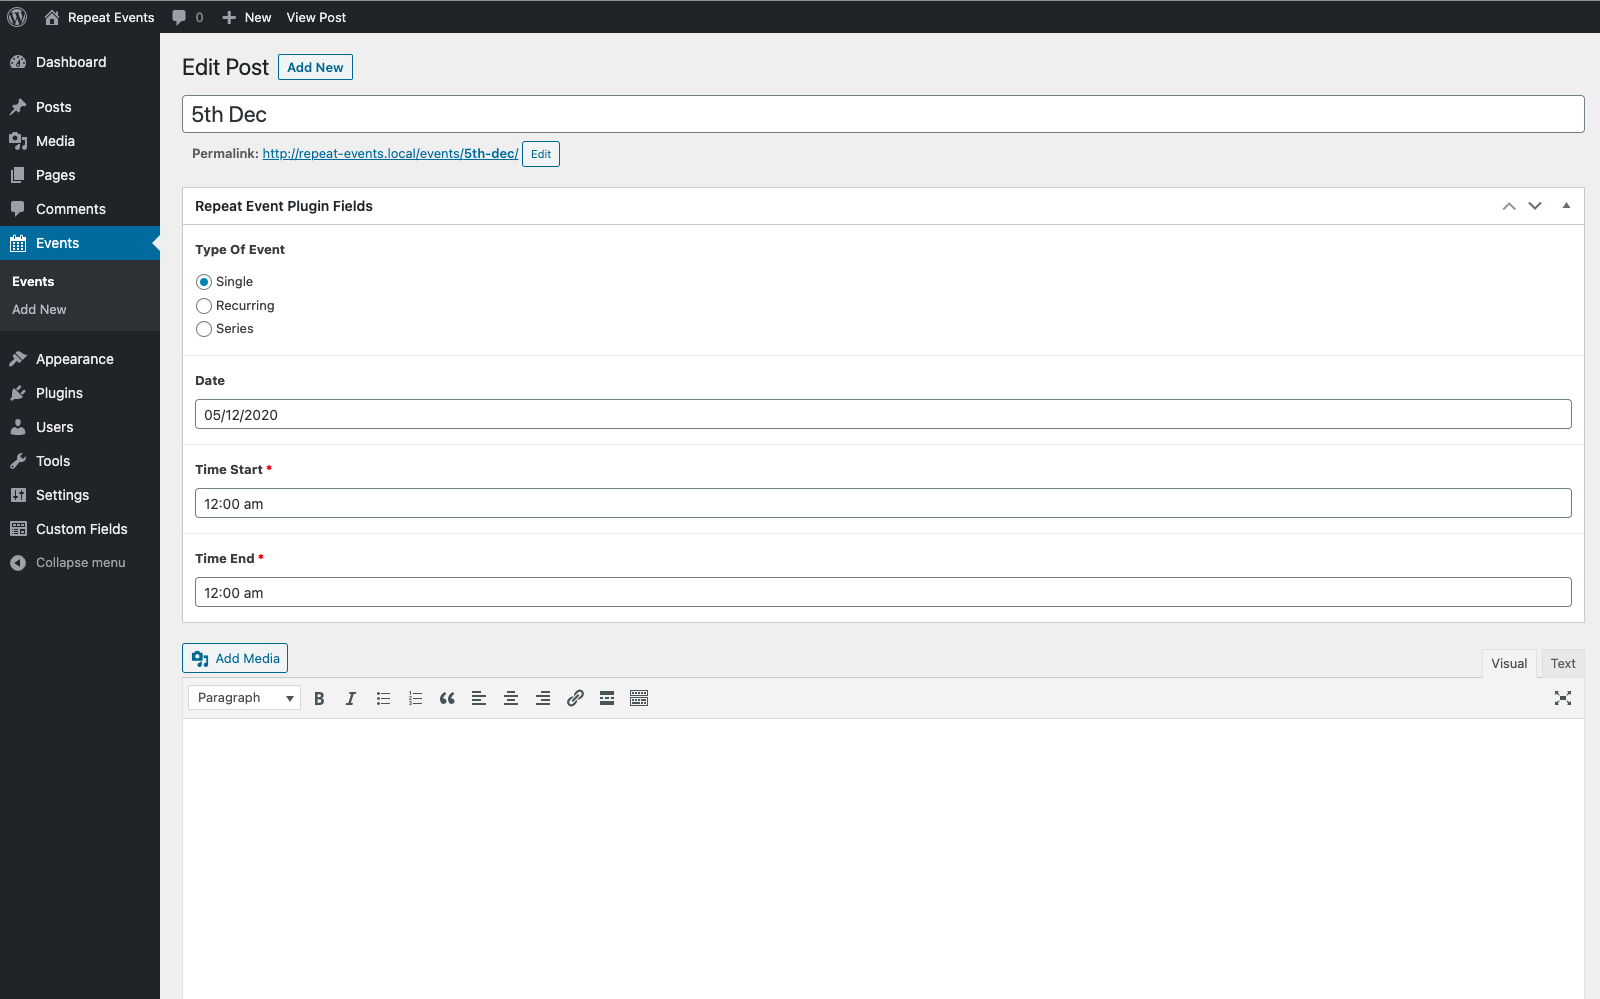 Repeat Events 0 New View Post
Dashboard
Posts
Media
Pages
Comments
Events
Events
Add New
Appearance
Plugins
Users
Tools
Settings
Custom Fields
Collapse menu
Edit Post Add New
5th Dec
Permalink: http://repeat-events.local/events/5th-dec/ Edit
Repeat Event Plugin Fields
Type Of Event
Single
Recurring
Series
Date
05/12/2020
Time Start *
12:00 am
Time End *
12:00 am
Add Media
Visual Text
Paragraph